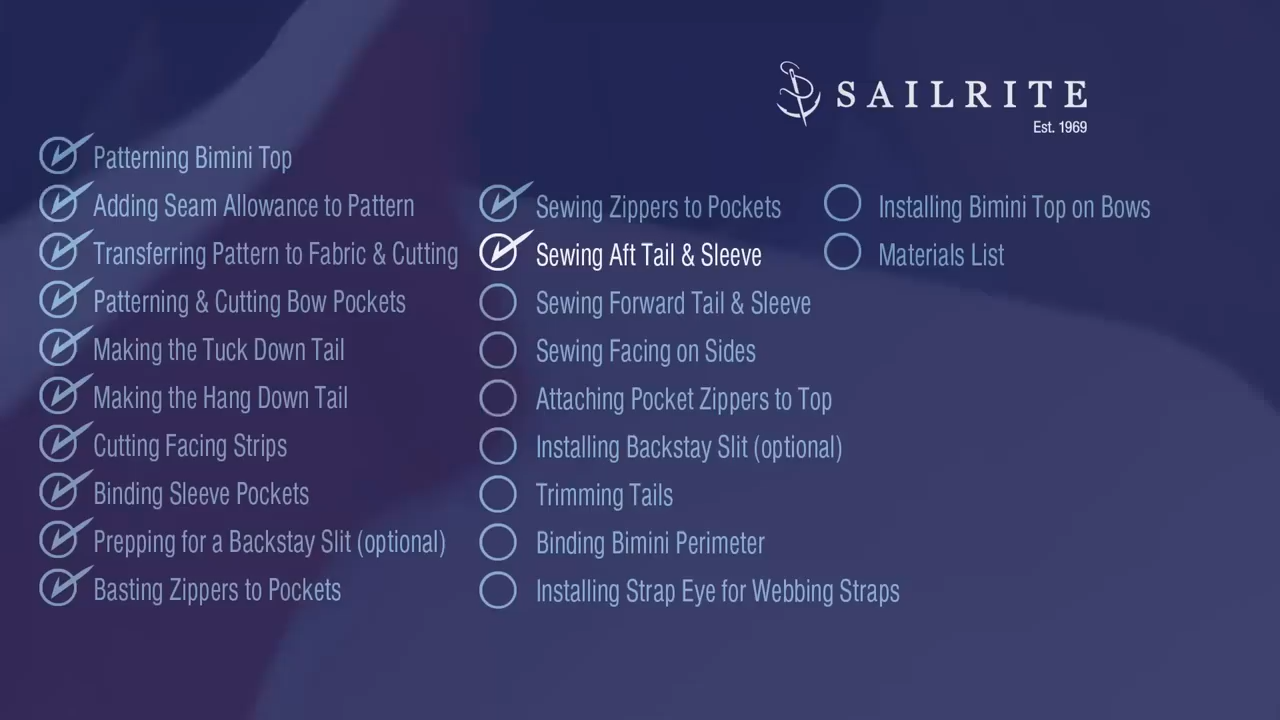 SAILRITE
Est. 1969
Patterning Bimini Top
Adding Seam Allowance to Pattern
Transferring Pattern to Fabric & Cutting
Patterning & Cutting Bow Pockets
Making the Tuck Down Tail
Making the Hang Down Tail
Cutting Facing Strips
Binding Sleeve Pockets
Prepping for a Backstay Slit (optional)
Basting Zippers to Pockets
Sewing Zippers to Pockets
Sewing Aft Tail & Sleeve
Sewing Forward Tail & Sleeve
Sewing Facing on Sides
Attaching Pocket Zippers to Top
Installing Backstay Slit (optional)
Trimming Tails
Binding Bimini Perimeter
Installing Strap Eye for Webbing Straps
Installing Bimini Top on Bows
Materials List